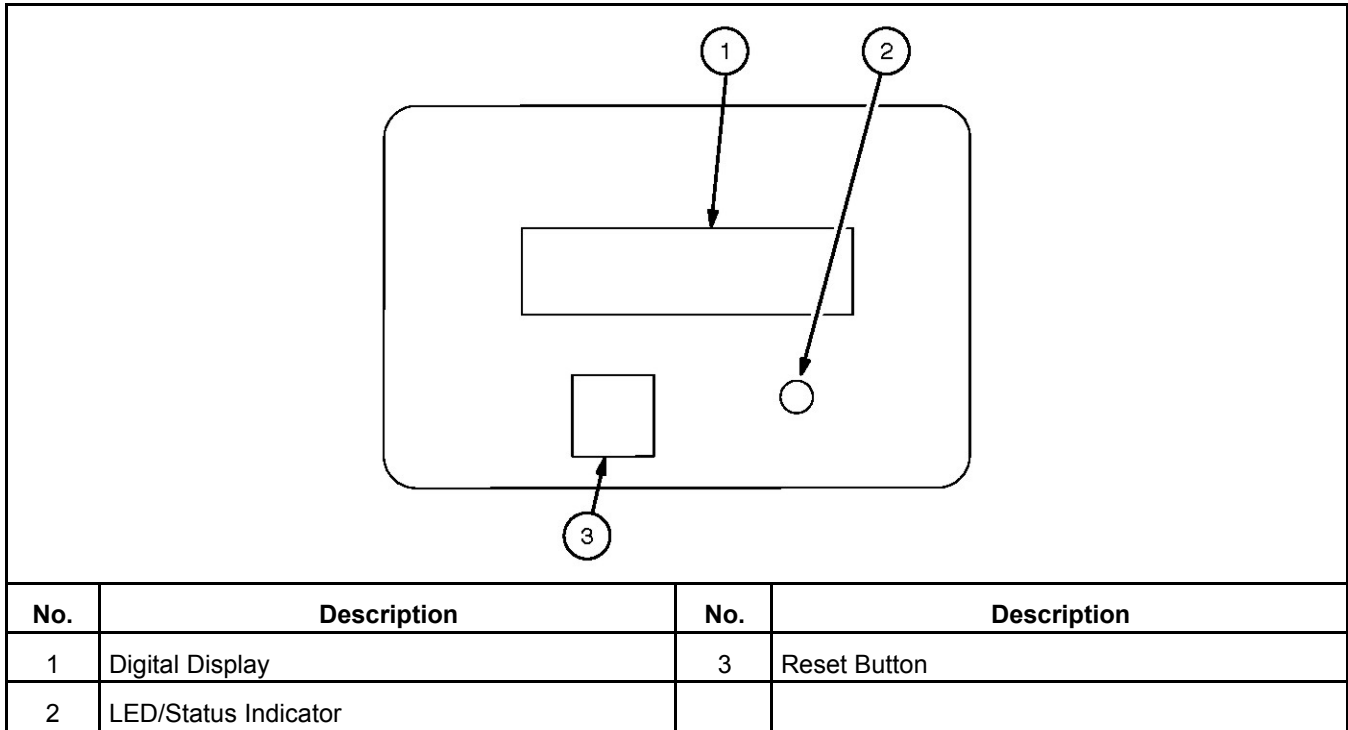 1 2
3
No. Description No. Description
1 Digital Display 3 Reset Button
2 LED/Status Indicator